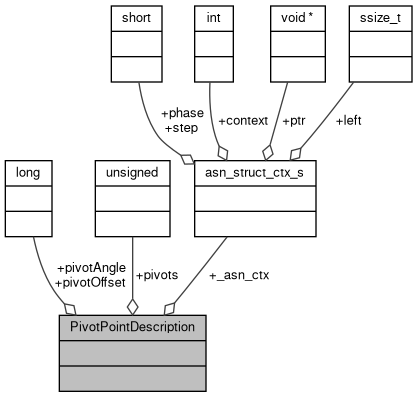 short
int
void *
ssize_t
+phase
+step
+context
+ptr
+left
long
unsigned
asn_struct_ctx_s
+pivotAngle
+pivotOffset
+pivots
+_asn_ctx
PivotPointDescription